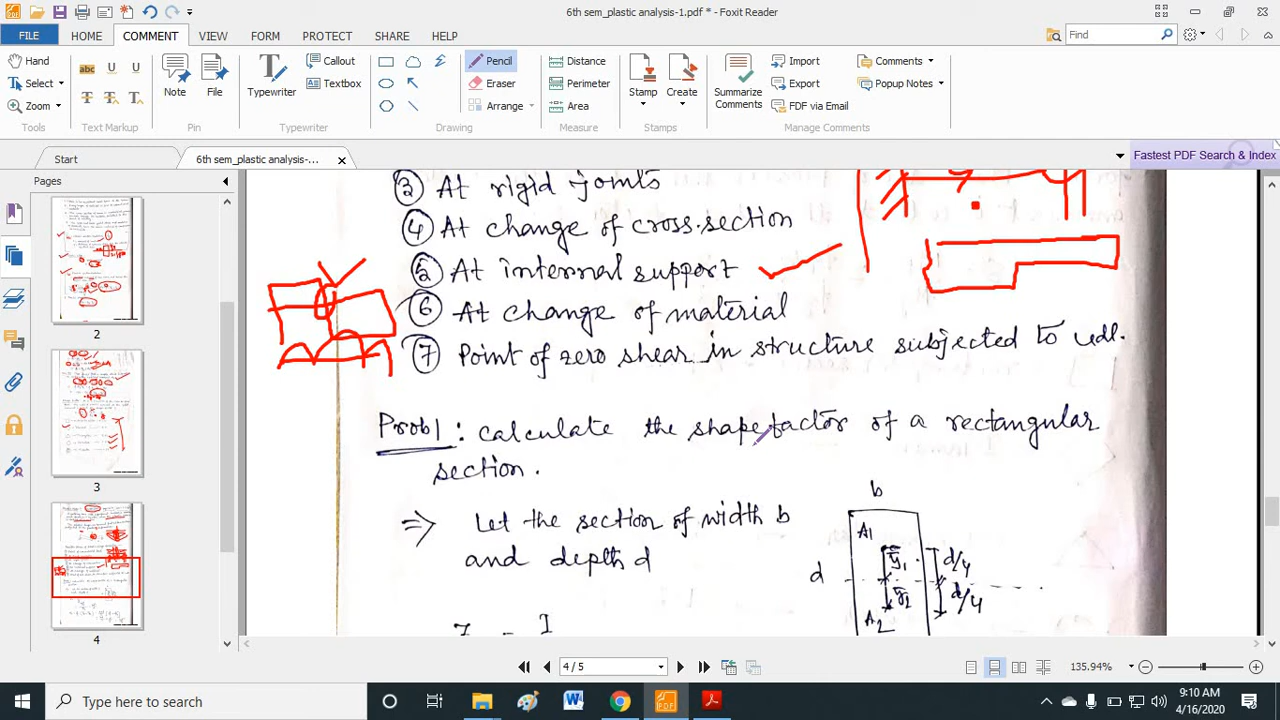 6th sem_plastic analysis-1.pdf * - Foxit Reader
FILE HOME COMMENT VIEW FORM PROTECT SHARE HELP
Find
Hand
Select
Zoom
Tools
abc U U
T T T
Text Markup
Note
File
Pin
Typewriter
Callout
Textbox
Typewriter
Pencil
Eraser
Arrange
Drawing
Distance
Perimeter
Area
Measure
Stamp
Create
Stamps
Summarize Comments
Import
Export
FDF via Email
Comments
Popup Notes
Manage Comments
Start
6th sem_plastic analysis-...
Fastest PDF Search & Index
Pages
2
3
4
③ At rigid joints
④ At change of cross-section
⑤ At internal support
⑥ At change of material
⑦ Point of zero shear in structure subjected to udl.
Prob1: calculate the shape factor of a rectangular
section.
⇒ Let the section of width b
and depth d
b
A1
ȳ1
d/4
d
ȳ2
d/4
A2
= I
4 / 5
135.94%
Type here to search
9:10 AM
4/16/2020